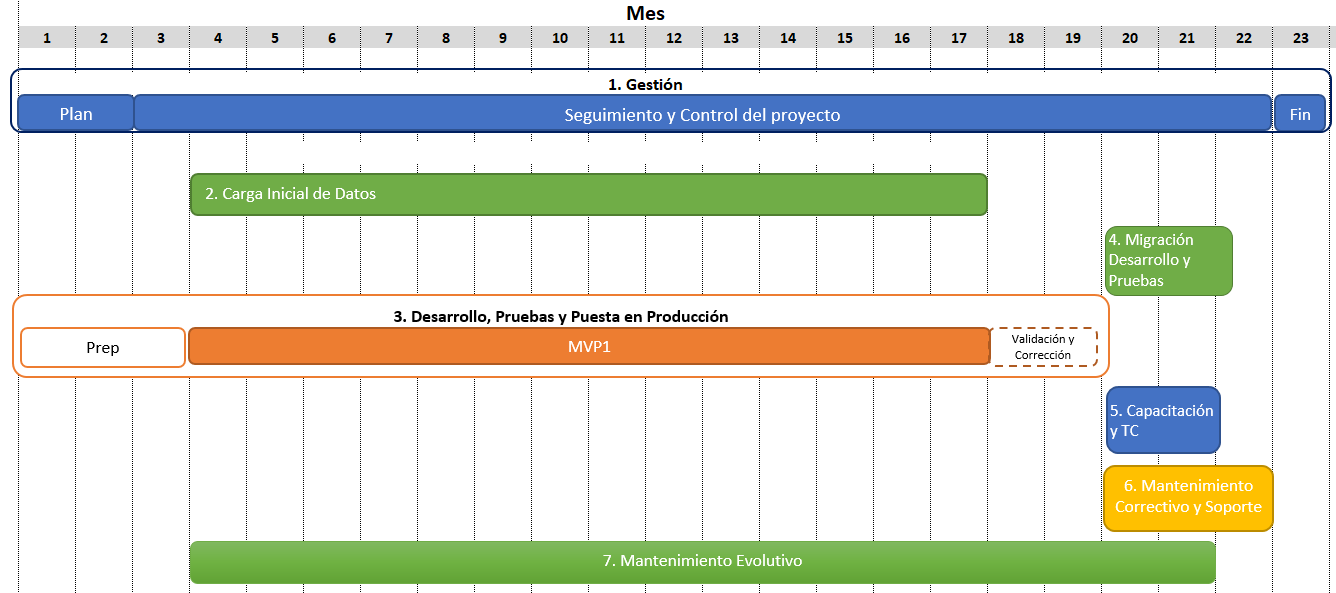 Mes
1 2 3 4 5 6 7 8 9 10 11 12 13 14 15 16 17 18 19 20 21 22 23
1. Gestión
Plan Seguimiento y Control del proyecto Fin
2. Carga Inicial de Datos
4. Migración
Desarrollo y
Pruebas
3. Desarrollo, Pruebas y Puesta en Producción
Prep MVP1
Validación y
Corrección
5. Capacitación
y TC
6. Mantenimiento
Correctivo y Soporte
7. Mantenimiento Evolutivo